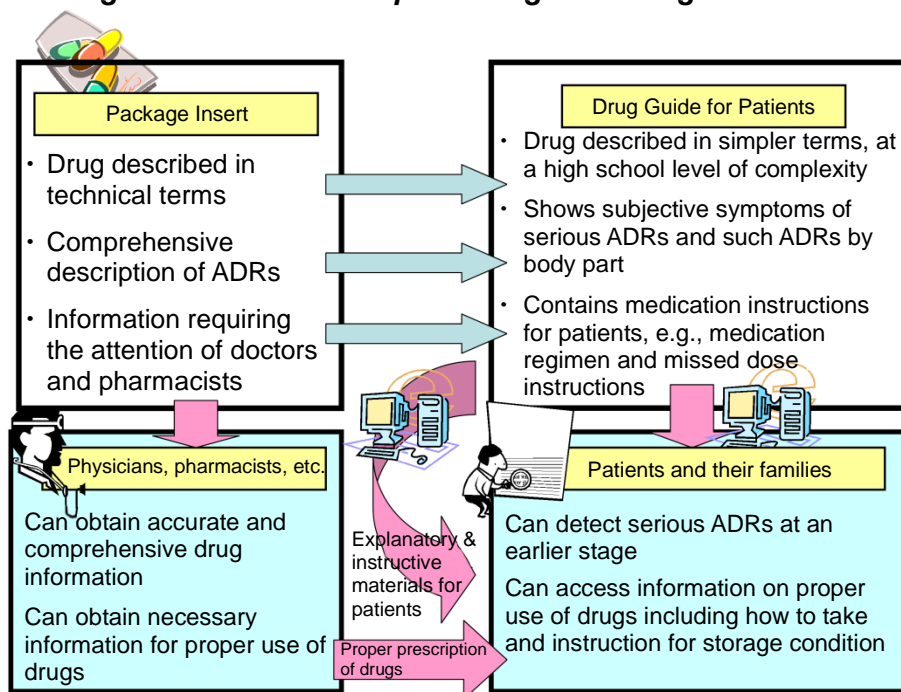 Package Insert
・ Drug described in
technical terms
・ Comprehensive
description of ADRs
・ Information requiring
the attention of doctors
and pharmacists
Drug Guide for Patients
・ Drug described in simpler terms, at
a high school level of complexity
・ Shows subjective symptoms of
serious ADRs and such ADRs by
body part
・ Contains medication instructions
for patients, e.g., medication
regimen and missed dose
instructions
Physicians, pharmacists, etc.
Can obtain accurate and
comprehensive drug
information
Can obtain necessary
information for proper use of
drugs
Explanatory &
instructive
materials for
patients
Proper prescription
of drugs
Patients and their families
Can detect serious ADRs at an
earlier stage
Can access information on proper
use of drugs including how to take
and instruction for storage condition